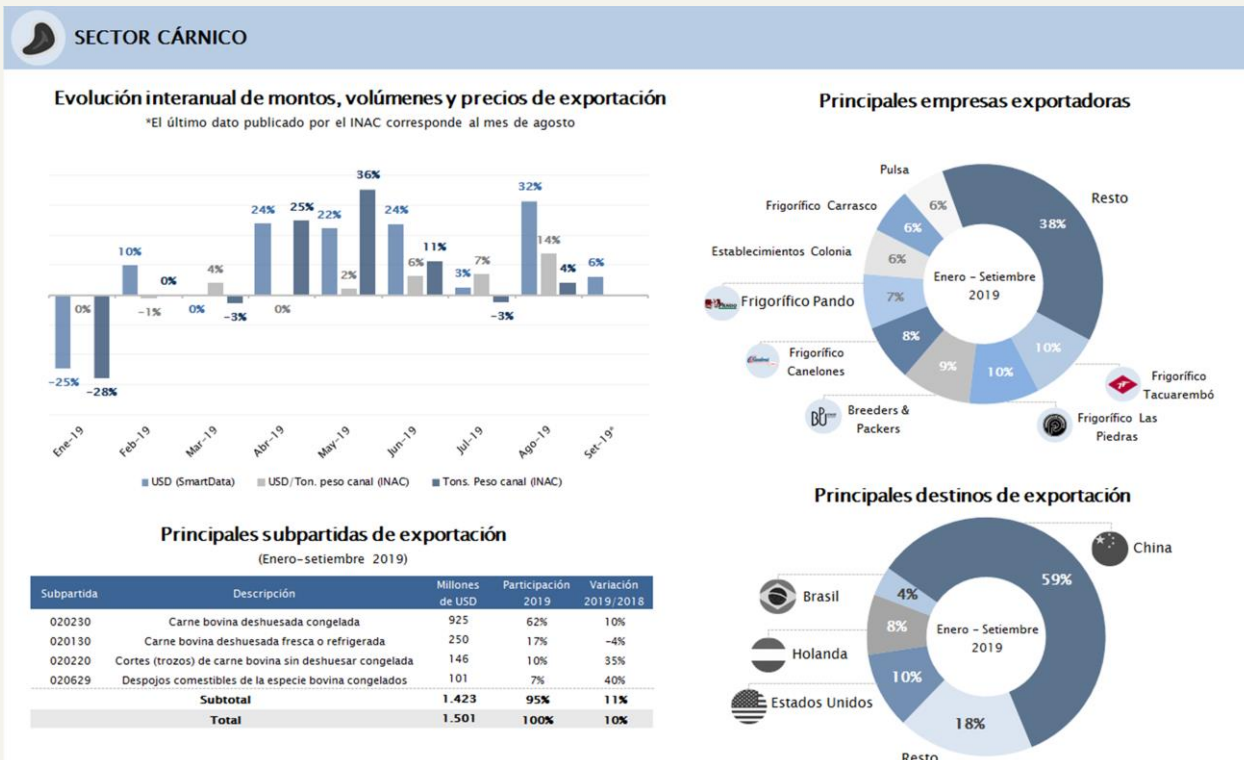 SECTOR CÁRNICO
Evolución interanual de montos, volúmenes y precios de exportación
*El último dato publicado por el INAC corresponde al mes de agosto
36%
32%
24%
25%
22%
24%
10%
14%
11%
0%
4%
2%
6%
3%
7%
4%
6%
0%
-1%
0%
-3%
0%
-3%
-25%
-28%
Ene-19
Feb-19
Mar-19
Abr-19
May-19
Jun-19
Jul-19
Ago-19
Set-19*
USD (SmartData) USD/Ton. peso canal (INAC) Tons. Peso canal (INAC)
Principales subpartidas de exportación
(Enero-setiembre 2019)
Subpartida Descripción Millones de USD Participación 2019 Variación 2019/2018
020230 Carne bovina deshuesada congelada 925 62% 10%
020130 Carne bovina deshuesada fresca o refrigerada 250 17% -4%
020220 Cortes (trozos) de carne bovina sin deshuesar congelada 146 10% 35%
020629 Despojos comestibles de la especie bovina congelados 101 7% 40%
Subtotal 1.423 95% 11%
Total 1.501 100% 10%
Principales empresas exportadoras
Pulsa
6%
Resto
38%
Frigorífico Carrasco
6%
Establecimientos Colonia
6%
Enero - Setiembre
2019
Frigorífico Pando
7%
Frigorífico
Canelones
8%
Breeders &
Packers
9%
Frigorífico Las
Piedras
10%
Frigorífico
Tacuarembó
10%
Principales destinos de exportación
China
59%
Brasil
4%
Holanda
8%
Enero - Setiembre
2019
Estados Unidos
10%
18%
Resto